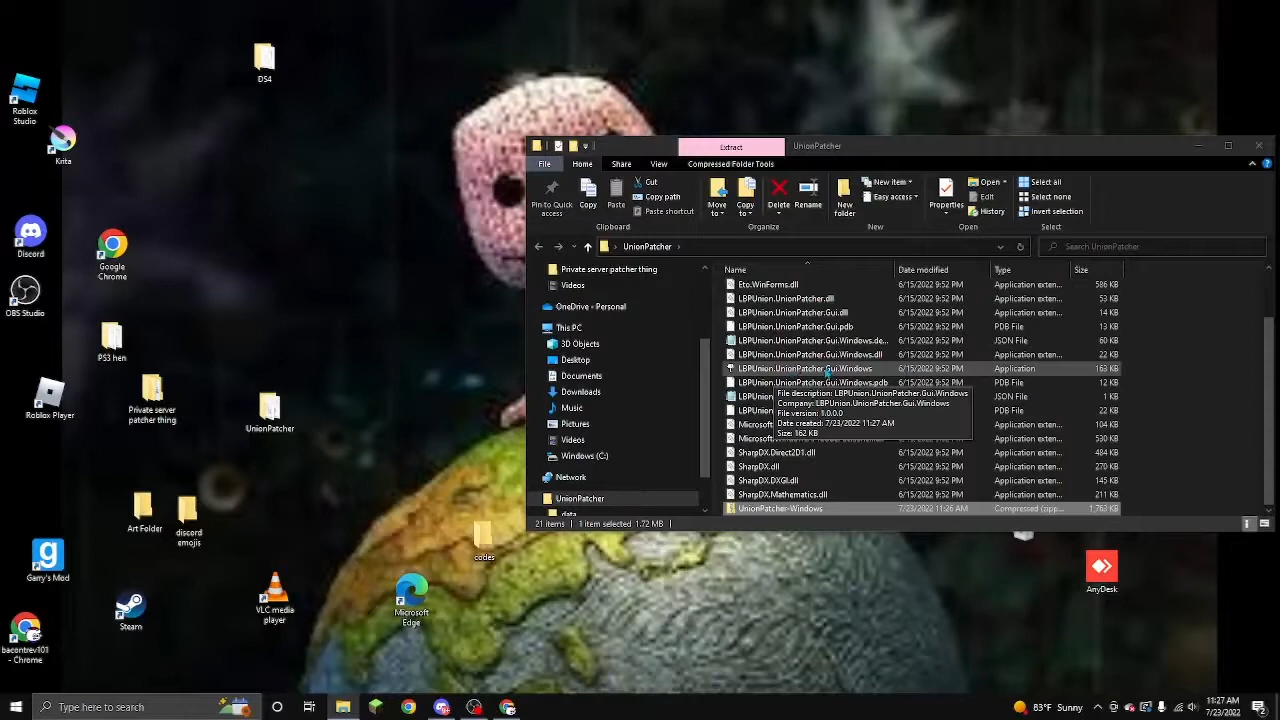 DS4
Roblox
Studio
Krita
Discord
Google
Chrome
OBS Studio
PS3 hen
Roblox Player
Private server
patcher thing
UnionPatcher
Art Folder
discord
emojis
codes
Garry's Mod
Steam
VLC media
player
Microsoft
Edge
bacontrev101
- Chrome
AnyDesk
Extract
UnionPatcher
File
Home
Share
View
Compressed Folder Tools
Pin to Quick
access
Copy
Paste
Cut
Copy path
Paste shortcut
Move
to
Copy
to
Delete
Rename
New
folder
New item
Easy access
Properties
Open
Edit
History
Select all
Select none
Invert selection
Clipboard
Organize
New
Open
Select
UnionPatcher
Search UnionPatcher
Private server patcher thing
Videos
OneDrive - Personal
This PC
3D Objects
Desktop
Documents
Downloads
Music
Pictures
Videos
Windows (C:)
Network
UnionPatcher
data
Name Date modified Type Size
Eto.WinForms.dll 6/15/2022 9:52 PM Application exten... 586 KB
LBPUnion.UnionPatcher.dll 6/15/2022 9:52 PM Application exten... 53 KB
LBPUnion.UnionPatcher.Gui.dll 6/15/2022 9:52 PM Application exten... 14 KB
LBPUnion.UnionPatcher.Gui.pdb 6/15/2022 9:52 PM PDB File 13 KB
LBPUnion.UnionPatcher.Gui.Windows.de... 6/15/2022 9:52 PM JSON File 60 KB
LBPUnion.UnionPatcher.Gui.Windows.dll 6/15/2022 9:52 PM Application exten... 22 KB
LBPUnion.UnionPatcher.Gui.Windows 6/15/2022 9:52 PM Application 163 KB
LBPUnion.UnionPatcher.Gui.Windows.pdb 6/15/2022 9:52 PM PDB File 12 KB
LBPUnio JSON File 1 KB
LBPUnio PDB File 22 KB
Microsof Application exten... 104 KB
Microsof Application exten... 530 KB
File description: LBPUnion.UnionPatcher.Gui.Windows
Company: LBPUnion.UnionPatcher.Gui.Windows
File version: 1.0.0.0
Date created: 7/23/2022 11:27 AM
Size: 162 KB
SharpDX.Direct2D1.dll 6/15/2022 9:52 PM Application exten... 484 KB
SharpDX.dll 6/15/2022 9:52 PM Application exten... 270 KB
SharpDX.DXGI.dll 6/15/2022 9:52 PM Application exten... 145 KB
SharpDX.Mathematics.dll 6/15/2022 9:52 PM Application exten... 211 KB
UnionPatcher-Windows 7/23/2022 11:26 AM Compressed (zipp... 1,763 KB
21 items 1 item selected 1.72 MB
Type here to search
83°F Sunny
11:27 AM
7/23/2022